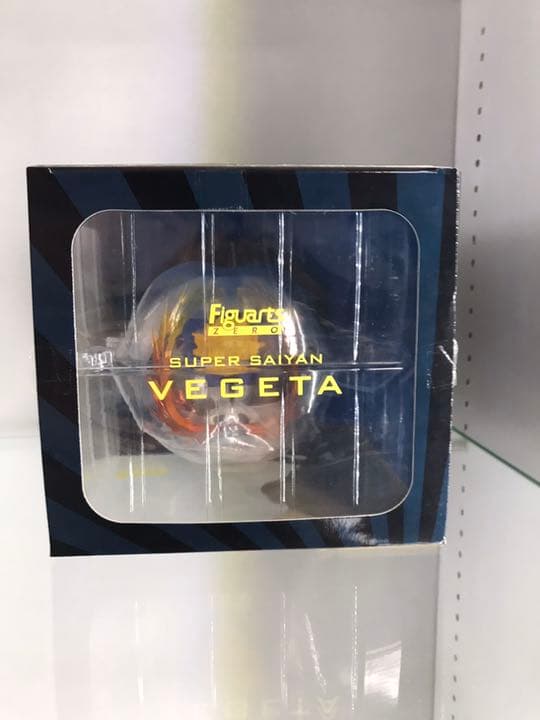 Figuarts
ZERO
SUPER SAIYAN
VEGETA